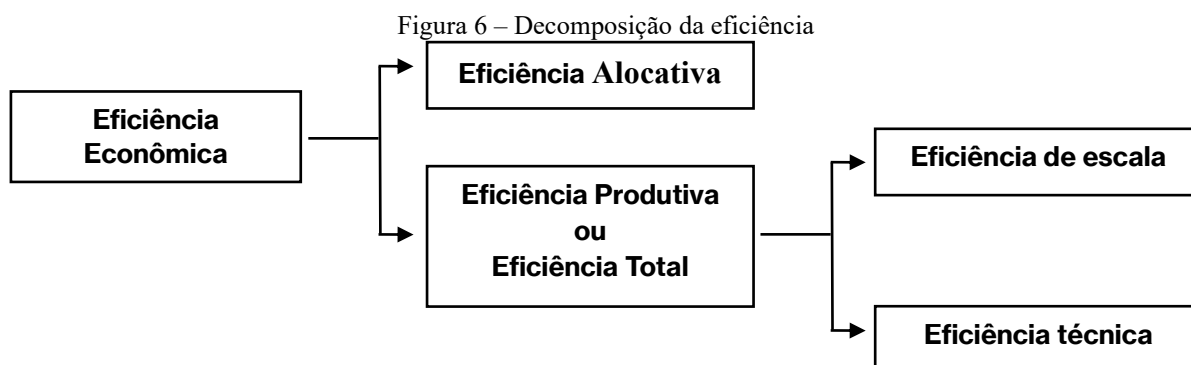 Figura 6 – Decomposição da eficiência
Eficiência Alocativa
Eficiência
Econômica
Eficiência de escala
Eficiência Produtiva
ou
Eficiência Total
Eficiência técnica